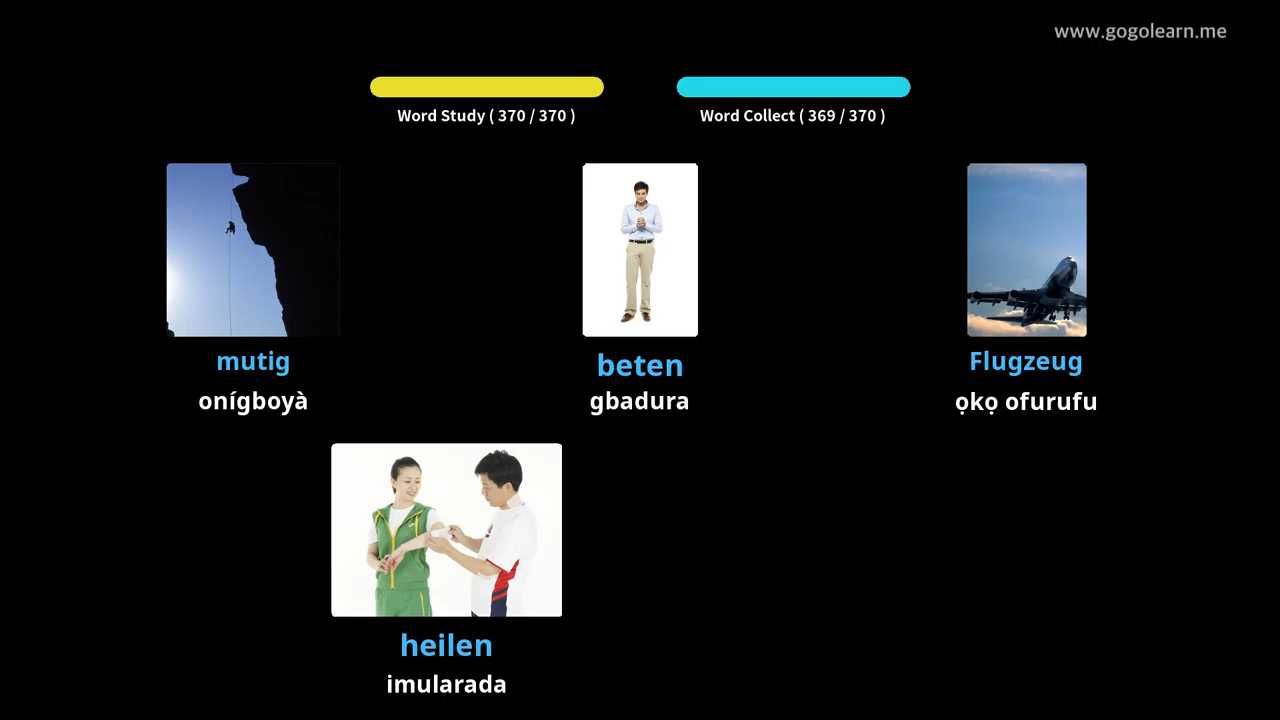 www.gogolearn.me
Word Study ( 370 / 370 )
Word Collect ( 369 / 370 )
mutig
beten
Flugzeug
onígboyà
gbadura
ọkọ ofurufu
heilen
imularada